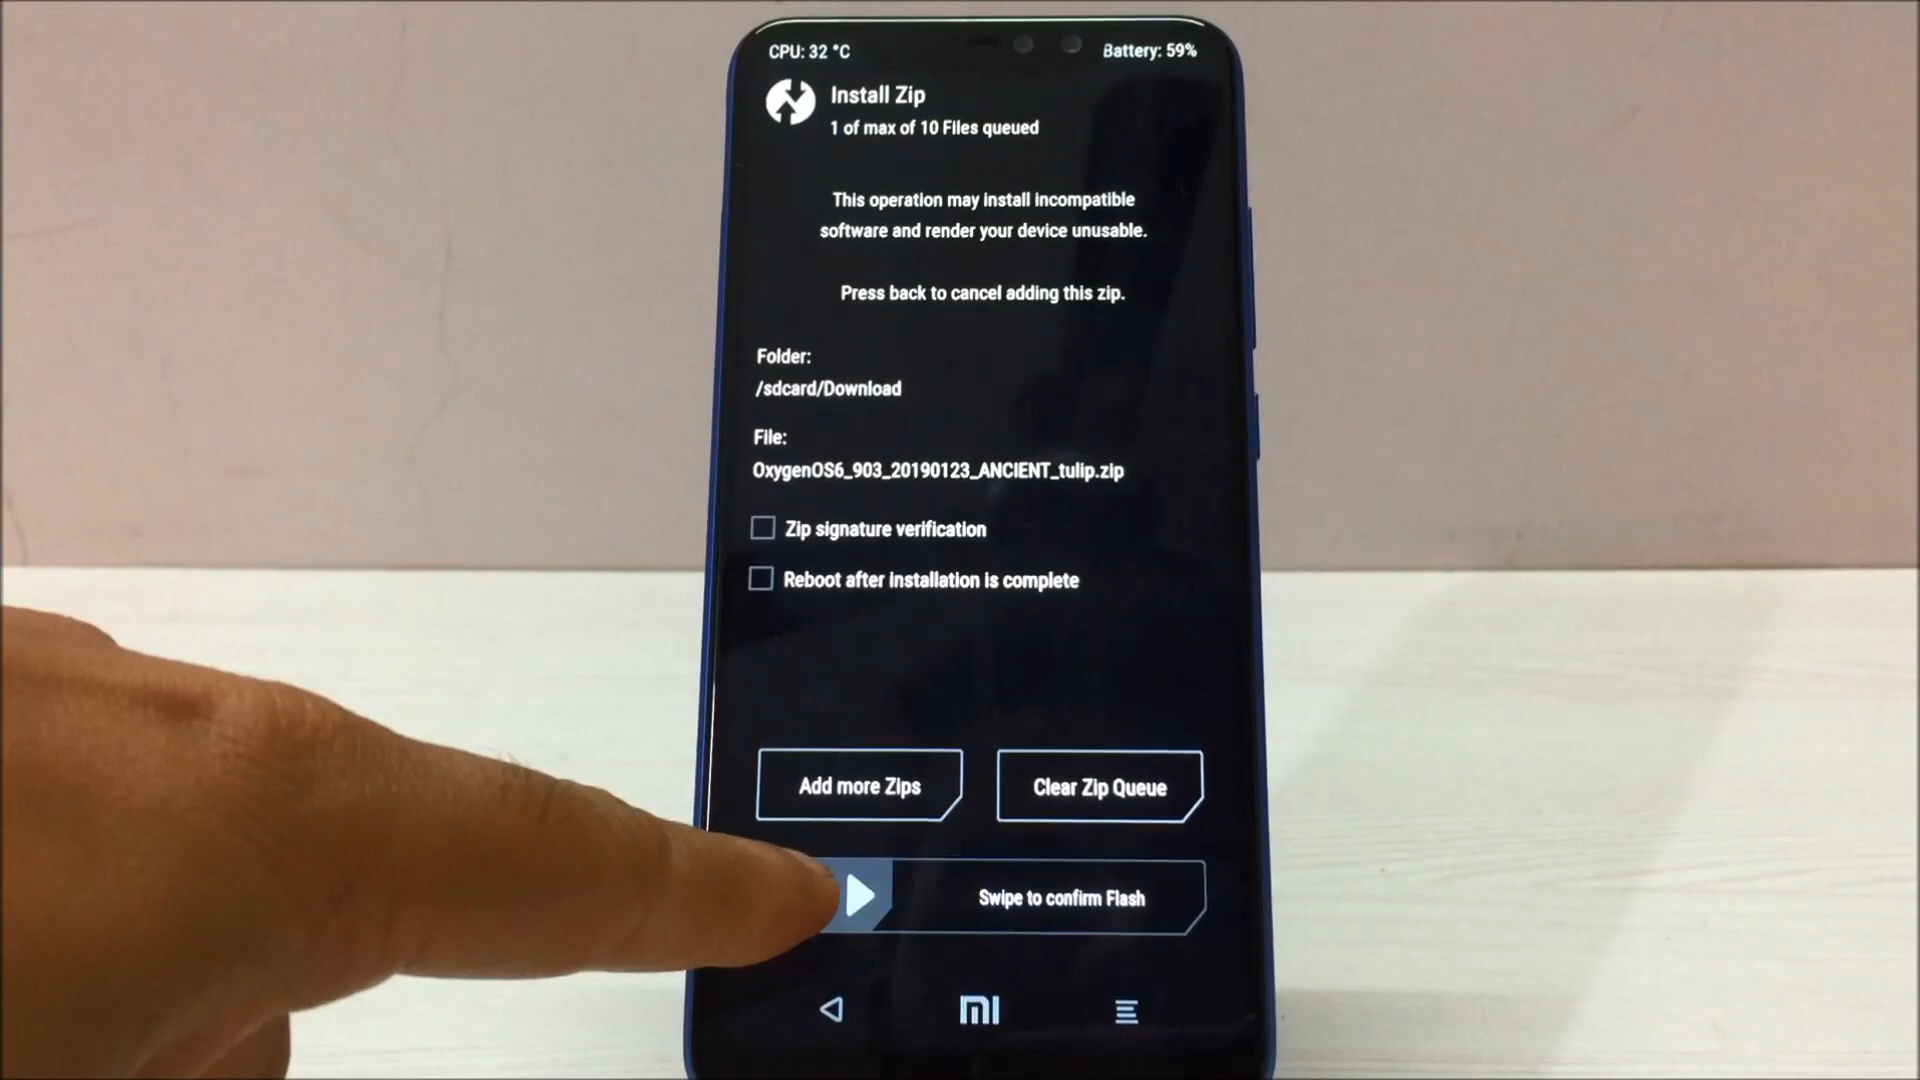 CPU: 32 °C
Battery: 59%
Install Zip
1 of max of 10 Files queued
This operation may install incompatible
software and render your device unusable.
Press back to cancel adding this zip.
Folder:
/sdcard/Download
File:
OxygenOS6_903_20190123_ANCIENT_tulip.zip
Zip signature verification
Reboot after installation is complete
Add more Zips
Clear Zip Queue
Swipe to confirm Flash
MI